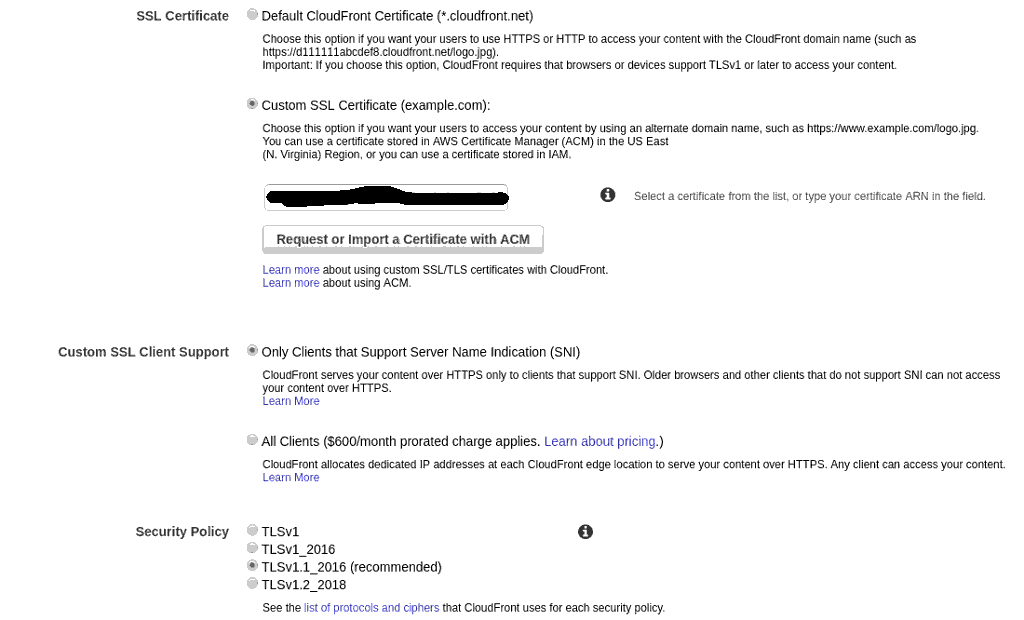 SSL Certificate
Default CloudFront Certificate (*.cloudfront.net)
Choose this option if you want your users to use HTTPS or HTTP to access your content with the CloudFront domain name (such as
https://d111111abcdef8.cloudfront.net/logo.jpg).
Important: If you choose this option, CloudFront requires that browsers or devices support TLSv1 or later to access your content.
Custom SSL Certificate (example.com):
Choose this option if you want your users to access your content by using an alternate domain name, such as https://www.example.com/logo.jpg.
You can use a certificate stored in AWS Certificate Manager (ACM) in the US East
(N. Virginia) Region, or you can use a certificate stored in IAM.
Select a certificate from the list, or type your certificate ARN in the field.
Request or Import a Certificate with ACM
Learn more about using custom SSL/TLS certificates with CloudFront.
Learn more about using ACM.
Custom SSL Client Support
Only Clients that Support Server Name Indication (SNI)
CloudFront serves your content over HTTPS only to clients that support SNI. Older browsers and other clients that do not support SNI can not access
your content over HTTPS.
Learn More
All Clients ($600/month prorated charge applies. Learn about pricing.)
CloudFront allocates dedicated IP addresses at each CloudFront edge location to serve your content over HTTPS. Any client can access your content.
Learn More
Security Policy
TLSv1
TLSv1_2016
TLSv1.1_2016 (recommended)
TLSv1.2_2018
See the list of protocols and ciphers that CloudFront uses for each security policy.